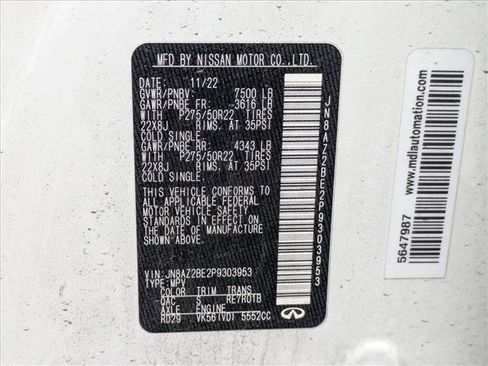 MFD BY NISSAN MOTOR CO.,LTD.
DATE 11/22
GVWR/PNBV: 7500 LB
GAWR/PNBE FR: 3616 LB
WITH P275/50R22 TIRES
22X8J RIMS, AT 35PSI
COLD SINGLE.
GAWR/PNBE RR: 4343 LB
WITH P275/50R22 TIRES
22X8J RIMS, AT 35PSI
COLD SINGLE.
THIS VEHICLE CONFORMS TO
ALL APPLICABLE FEDERAL
MOTOR VEHICLE SAFETY
STANDARDS IN EFFECT ON
THE DATE OF MANUFACTURE
SHOWN ABOVE.
VIN: JN8AZ2BE2P9303953
TYPE: MPV
COLOR TRIM TRANS
QAC S RE7R01B
AXLE ENGINE
RD29 VK56(VD) 5552CC
INFINITI
JN8AZ2BE2P9303953
www.mdlautomation.com
5647987